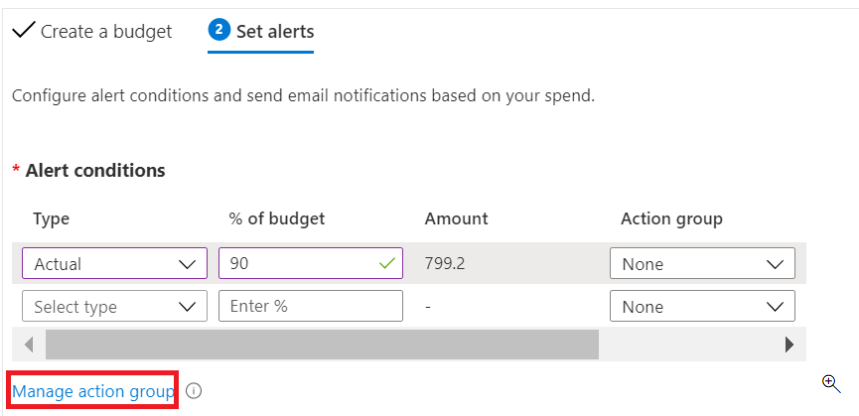 Create a budget 2 Set alerts
Configure alert conditions and send email notifications based on your spend.
* Alert conditions
Type % of budget Amount Action group
Actual 90 799.2 None
Select type Enter % - None
Manage action group